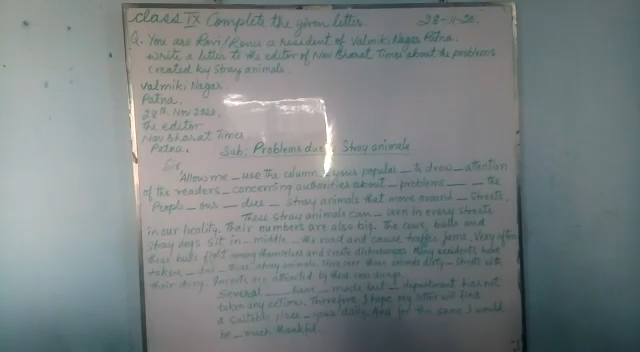 Class IX Complete the given letter. 28-11-20.
Q. You are Ravi/Renu a resident of Valmiki Nagar Patna.
Write a letter to the editor of Nav Bharat Times about the problems
created by stray animals.
Valmiki Nagar
Patna.
28th Nov 2020.
The editor
Nav Bharat Times
Patna.
Sub: Problems due _ Stray animals
Sir,
Allow me _ use the column _ your popular _ to draw _ attention
of the readers _ concerning authorities about _ problems _ _ the
People _ our _ due _ stray animals that move around _ streets.
These stray animals can _ seen in every streets
in our locality. Their numbers are also big. The cows, bulls and
stray dogs sit in _ middle _ the road and cause traffic jams. Very often
these bulls fight among themselves and create disturbances. Many accidents have
taken _ due _ these stray animals. More over these animals dirty _ streets with
their dung. Insects are attracted by their dung.
Several _ have _ made but _ department has not
taken any actions. Therefore, I hope my letter will find
a suitable place _ your daily. And for the same I would
be _ much thankful.